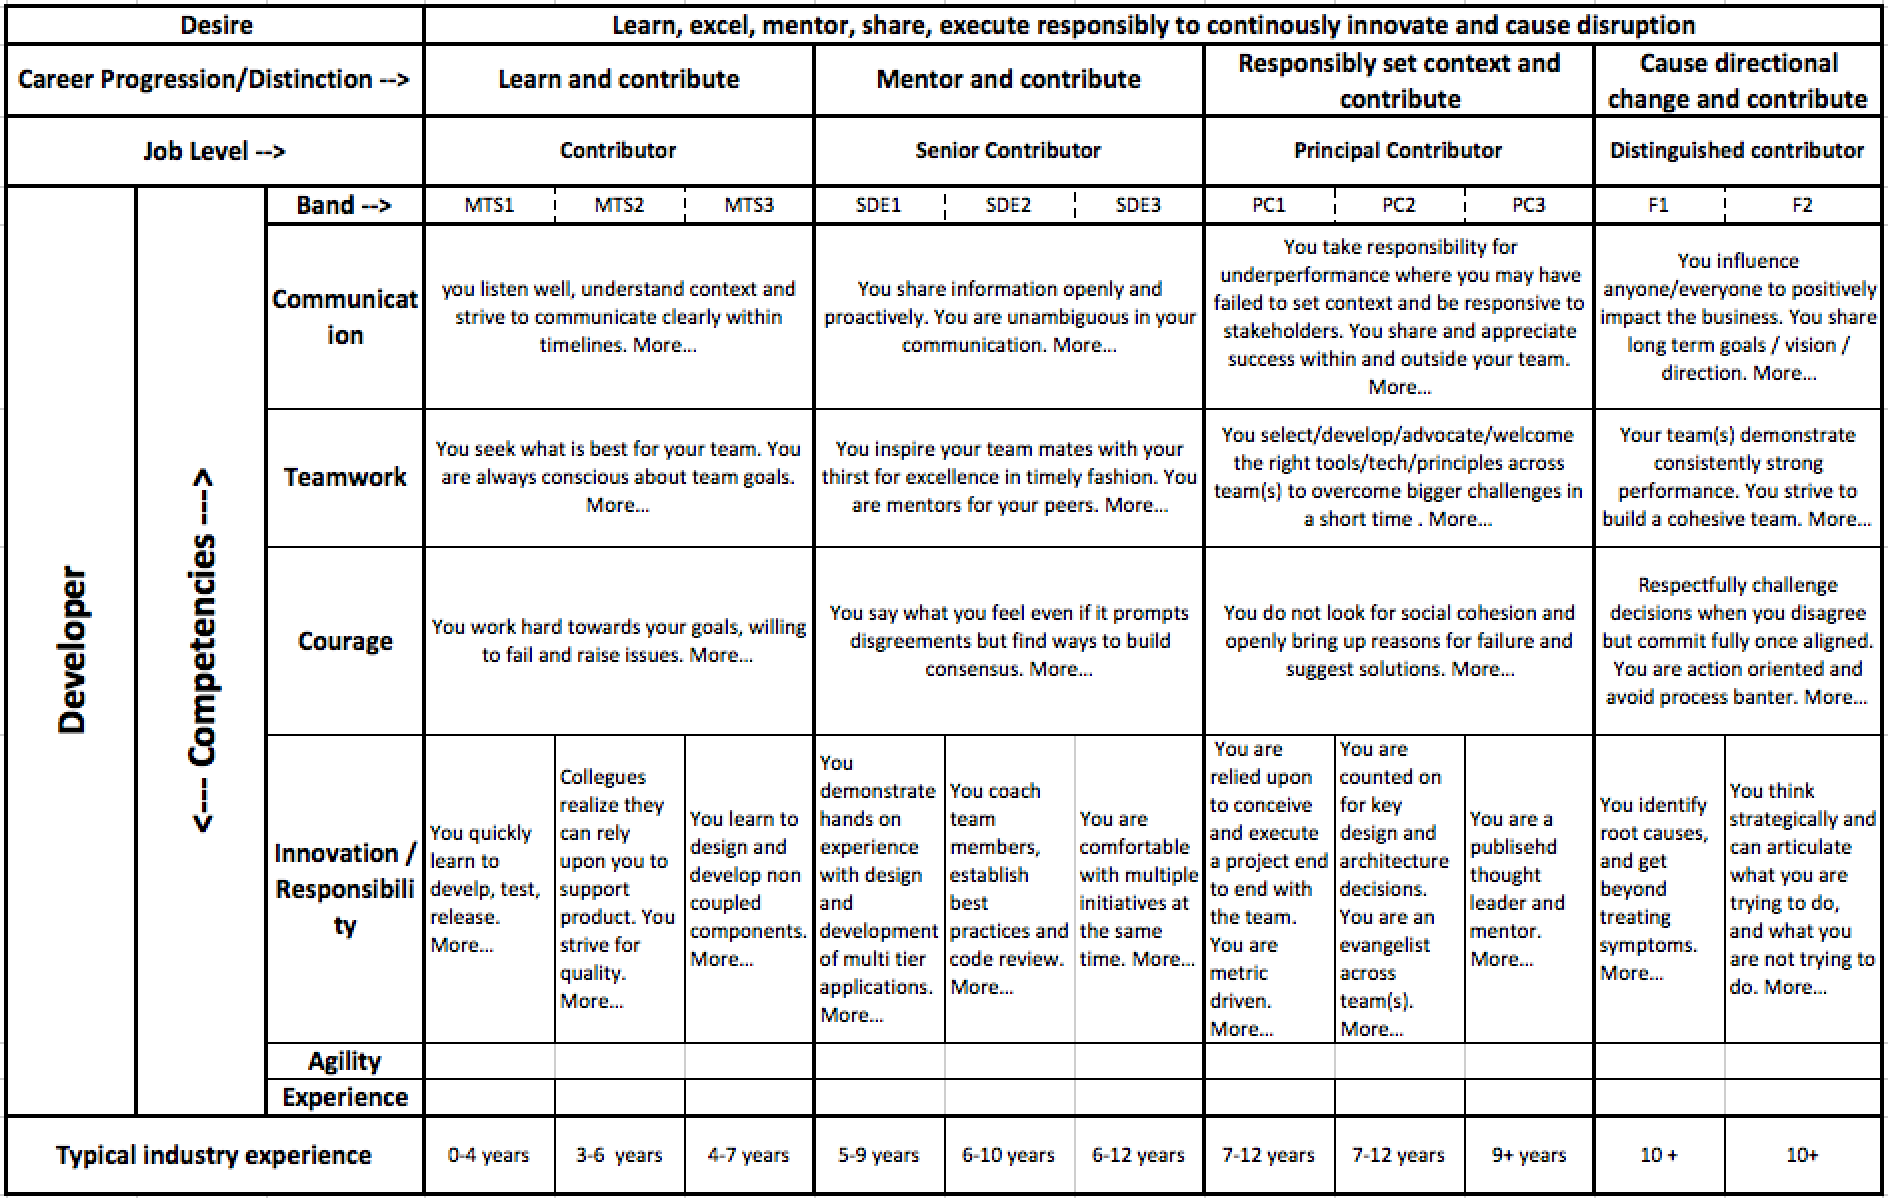 Desire
Learn, excel, mentor, share, execute responsibly to continously innovate and cause disruption
Career Progression/Distinction -->
Learn and contribute
Mentor and contribute
Responsibly set context and
contribute
Cause directional
change and contribute
Job Level -->
Contributor
Senior Contributor
Principal Contributor
Distinguished contributor
Developer
<--- Competencies --->
Band -->
MTS1
MTS2
MTS3
SDE1
SDE2
SDE3
PC1
PC2
PC3
F1
F2
Communicat
ion
you listen well, understand context and
strive to communicate clearly within
timelines. More...
You share information openly and
proactively. You are unambiguous in your
communication. More...
You take responsibility for
underperformance where you may have
failed to set context and be responsive to
stakeholders. You share and appreciate
success within and outside your team.
More...
You influence
anyone/everyone to positively
impact the business. You share
long term goals / vision /
direction. More...
Teamwork
You seek what is best for your team. You
are always conscious about team goals.
More...
You inspire your team mates with your
thirst for excellence in timely fashion. You
are mentors for your peers. More...
You select/develop/advocate/welcome
the right tools/tech/principles across
team(s) to overcome bigger challenges in
a short time . More...
Your team(s) demonstrate
consistently strong
performance. You strive to
build a cohesive team. More...
Courage
You work hard towards your goals, willing
to fail and raise issues. More...
You say what you feel even if it prompts
disgreements but find ways to build
consensus. More...
You do not look for social cohesion and
openly bring up reasons for failure and
suggest solutions. More...
Respectfully challenge
decisions when you disagree
but commit fully once aligned.
You are action oriented and
avoid process banter. More...
Innovation /
Responsibili
ty
You quickly
learn to
develp, test,
release.
More...
Collegues
realize they
can rely
upon you to
support
product. You
strive for
quality.
More...
You learn to
design and
develop non
coupled
components.
More...
You
demonstrate
hands on
experience
with design
and
development
of multi tier
applications.
More...
You coach
team
members,
establish
best
practices and
code review.
More...
You are
comfortable
with multiple
initiatives at
the same
time. More...
You are
relied upon
to conceive
and execute
a project end
to end with
the team.
You are
metric
driven.
More...
You are
counted on
for key
design and
architecture
decisions.
You are an
evangelist
across
team(s).
More...
You are a
publisehd
thought
leader and
mentor.
More...
You identify
root causes,
and get
beyond
treating
symptoms.
More...
You think
strategically and
can articulate
what you are
trying to do,
and what you
are not trying to
do. More...
Agility
Experience
Typical industry experience
0-4 years
3-6 years
4-7 years
5-9 years
6-10 years
6-12 years
7-12 years
7-12 years
9+ years
10 +
10+